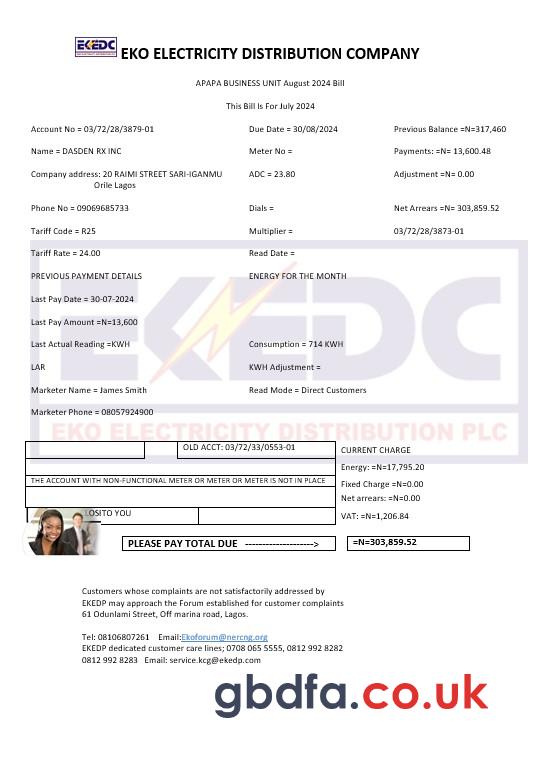 EKEDC
EKO ELECTRICITY DISTRIBUTION PLC
EKO ELECTRICITY DISTRIBUTION COMPANY
APAPA BUSINESS UNIT August 2024 Bill
This Bill Is For July 2024
Account No = 03/72/28/3879-01 Due Date = 30/08/2024 Previous Balance =N=317,460
Name = DASDEN RX INC Meter No = Payments: =N= 13,600.48
Company address: 20 RAIMI STREET SARI-IGANMU ADC = 23.80 Adjustment =N= 0.00
Orile Lagos
Phone No = 09069685733 Dials = Net Arrears =N= 303,859.52
Tariff Code = R25 Multiplier = 03/72/28/3873-01
Tariff Rate = 24.00 Read Date =
PREVIOUS PAYMENT DETAILS ENERGY FOR THE MONTH
Last Pay Date = 30-07-2024
Last Pay Amount =N=13,600
Last Actual Reading =KWH Consumption = 714 KWH
LAR KWH Adjustment =
Marketer Name = James Smith Read Mode = Direct Customers
Marketer Phone = 08057924900
EKEDC
EKO ELECTRICITY DISTRIBUTION PLC
OLD ACCT: 03/72/33/0553-01 CURRENT CHARGE
Energy: =N=17,795.20
THE ACCOUNT WITH NON-FUNCTIONAL METER OR METER OR METER IS NOT IN PLACE Fixed Charge =N=0.00
Net arrears: =N=0.00
LOSITO YOU VAT: =N=1,206.84
PLEASE PAY TOTAL DUE --------------------> =N=303,859.52
Customers whose complaints are not satisfactorily addressed by
EKEDP may approach the Forum established for customer complaints
61 Odunlami Street, Off marina road, Lagos.
Tel: 08106807261 Email:Ekoforum@nercng.org
EKEDP dedicated customer care lines; 0708 065 5555, 0812 992 8282
0812 992 8283 Email: service.kcg@ekedp.com
gbdfa.co.uk